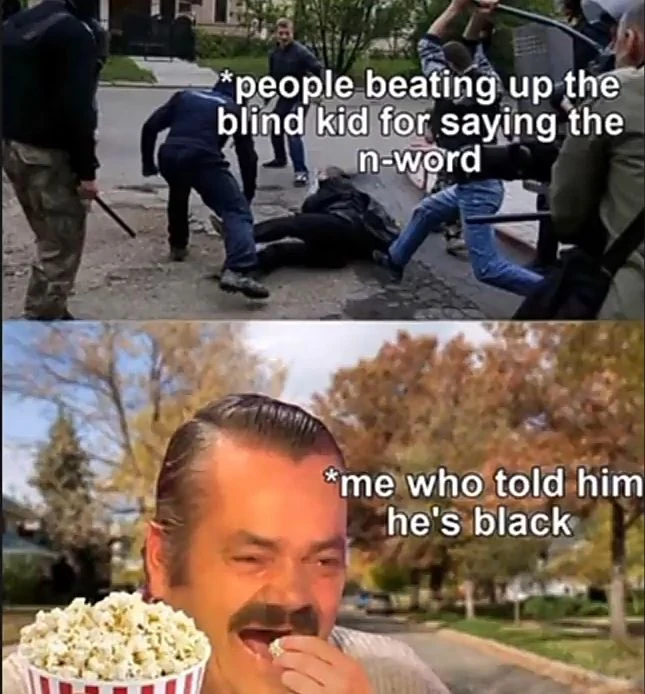 *people beating up the
blind kid for saying the
n-word
*me who told him
he's black